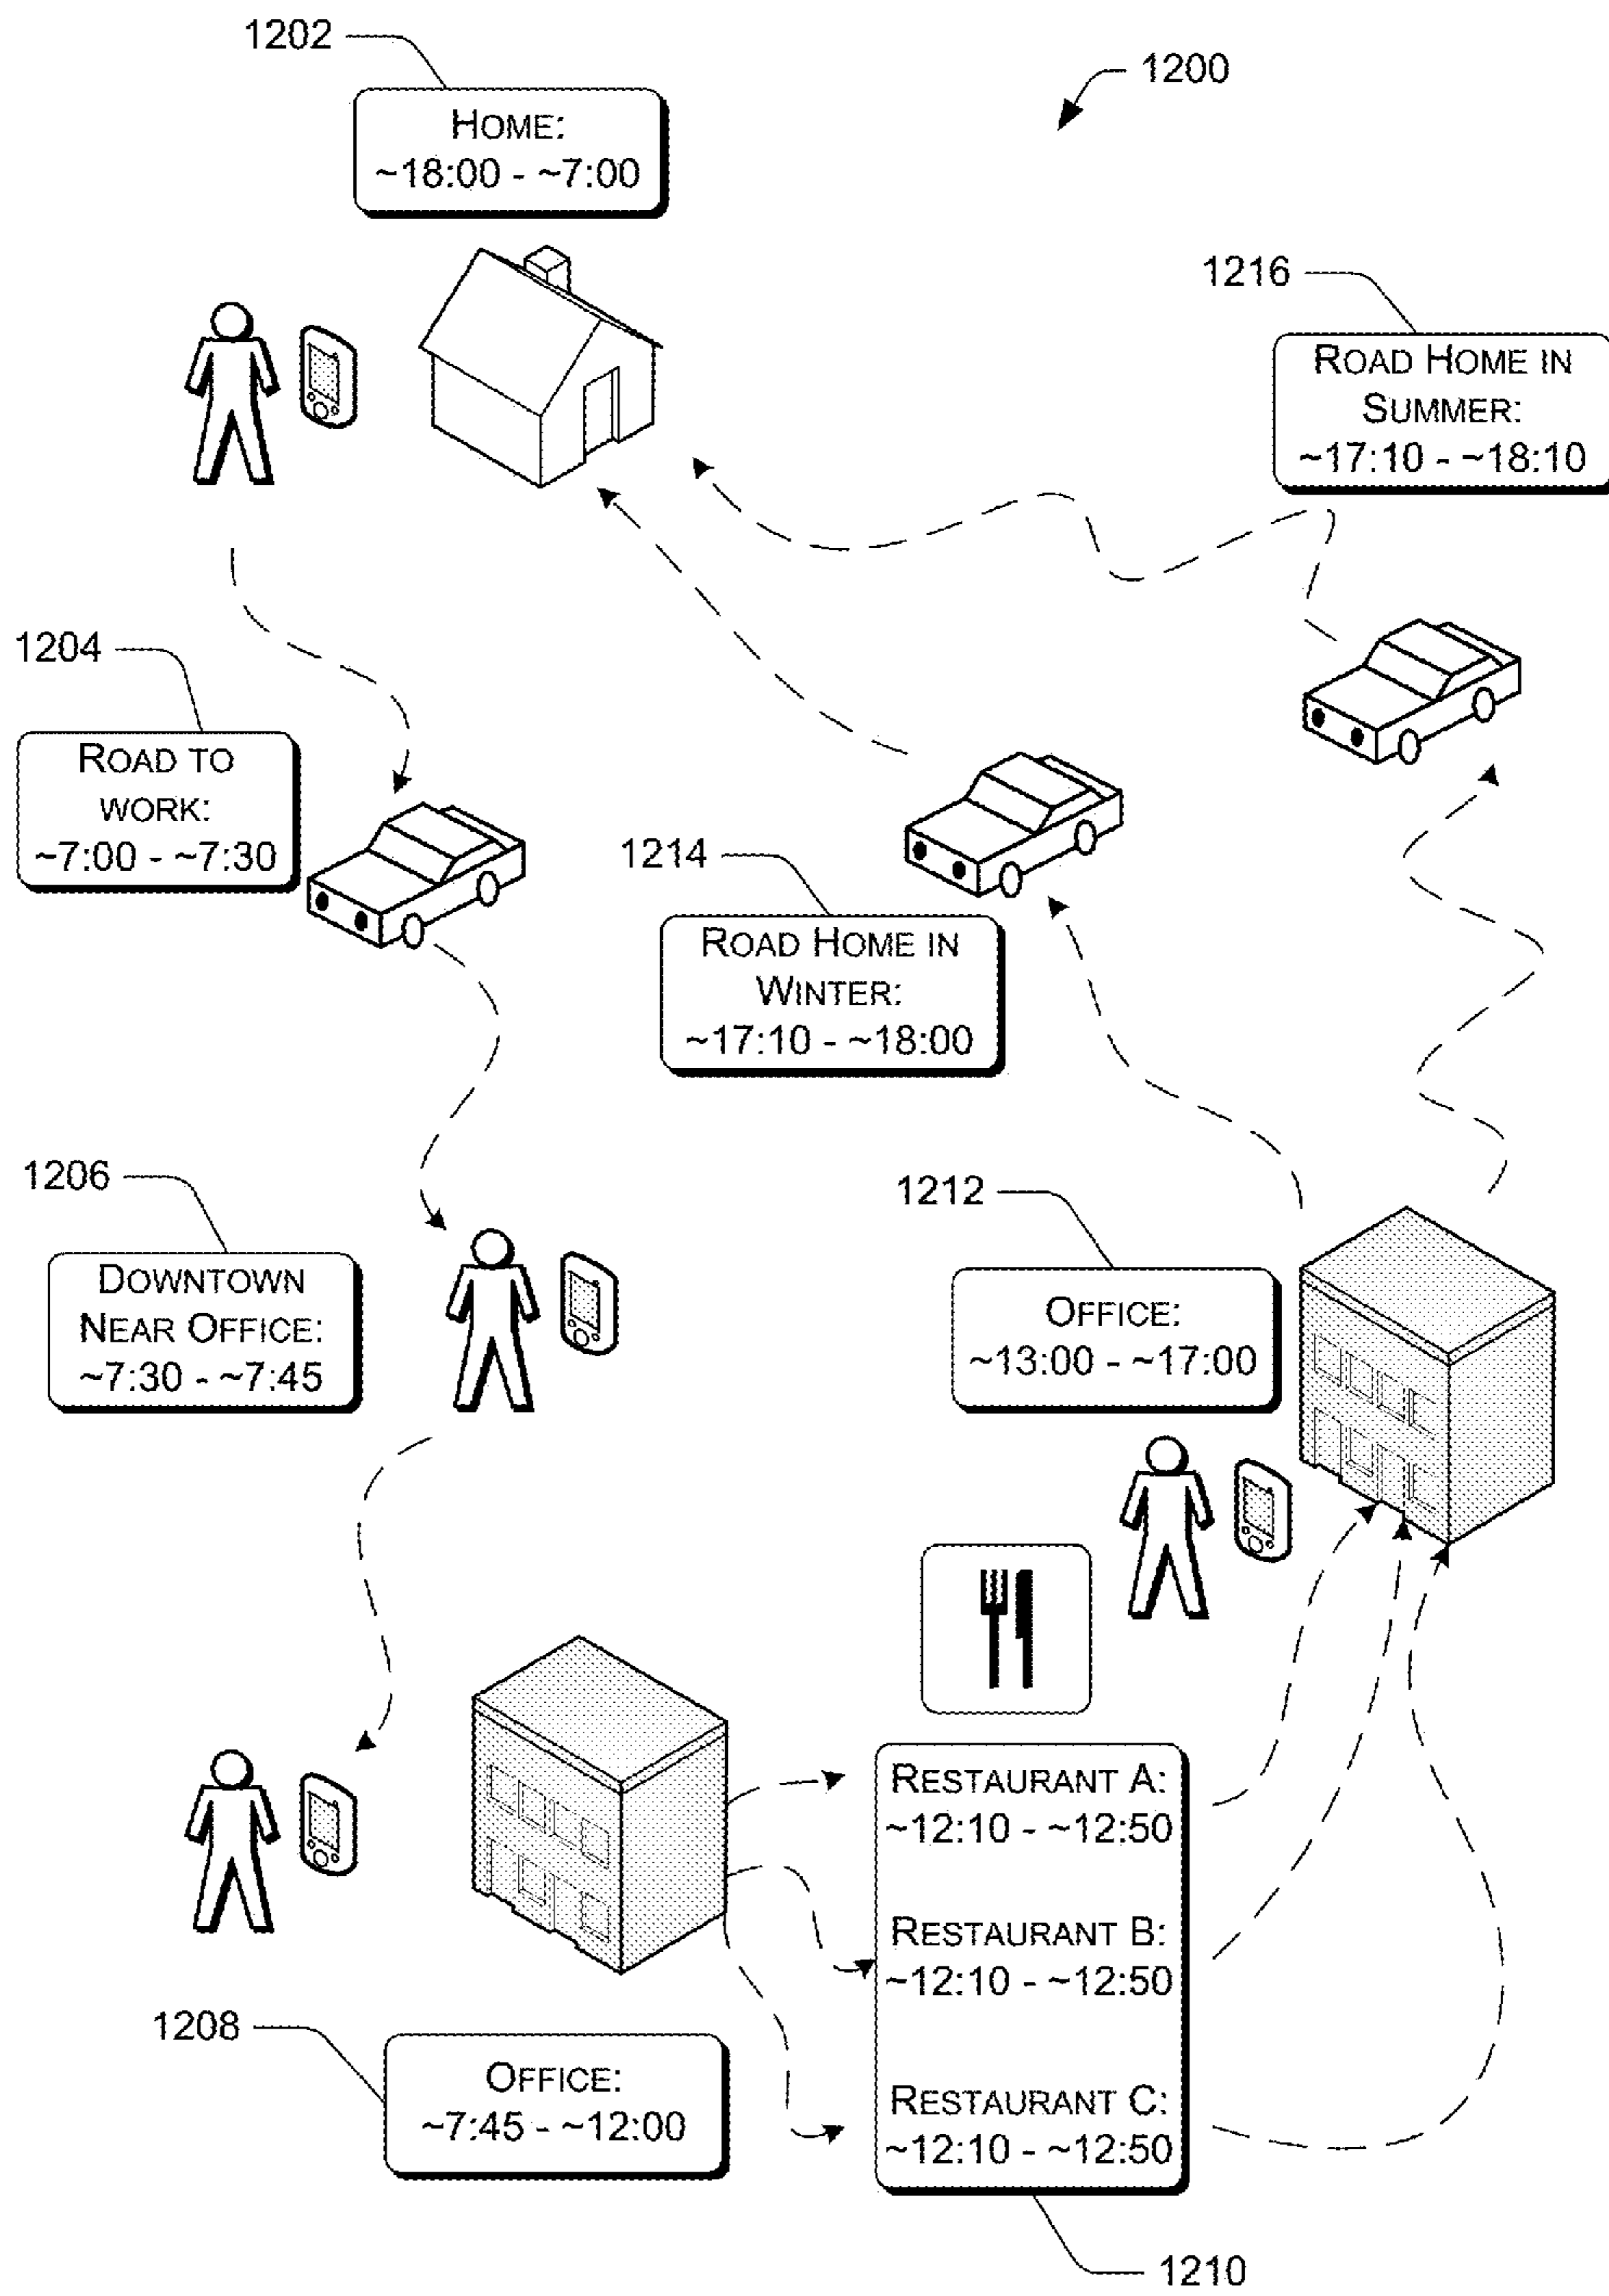 1202
1200
HOME:
~18:00 - ~7:00
1216
ROAD HOME IN
SUMMER:
~17:10 - ~18:10
1204
ROAD TO
WORK:
~7:00 - ~7:30
1214
ROAD HOME IN
WINTER:
~17:10 - ~18:00
1206
DOWNTOWN
NEAR OFFICE:
~7:30 - ~7:45
1212
OFFICE:
~13:00 - ~17:00
RESTAURANT A:
~12:10 - ~12:50
RESTAURANT B:
~12:10 - ~12:50
RESTAURANT C:
~12:10 - ~12:50
1208
OFFICE:
~7:45 - ~12:00
1210